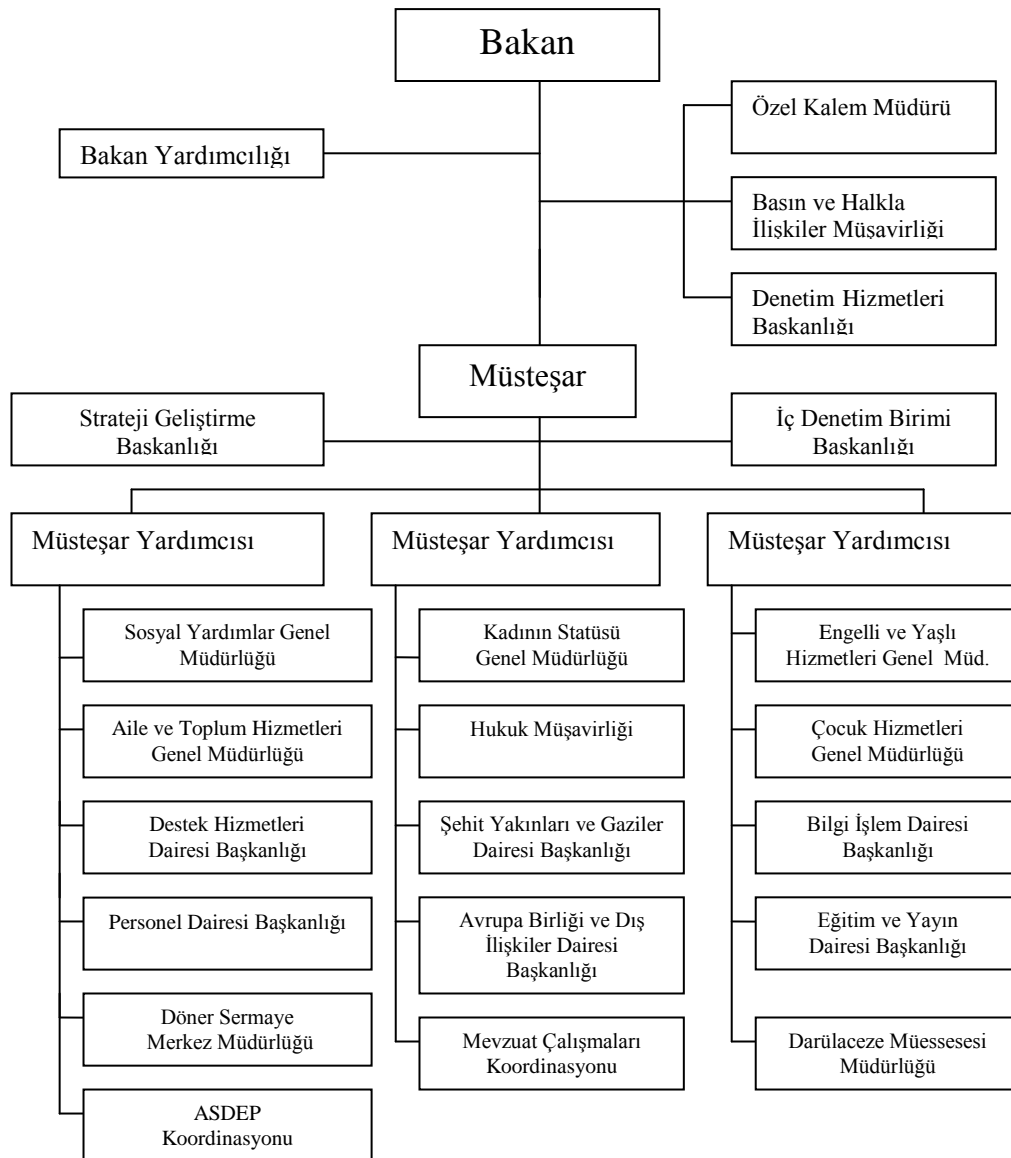 Bakan
Özel Kalem Müdürü
Bakan Yardımcılığı
Basın ve Halkla
İlişkiler Müşavirliği
Denetim Hizmetleri
Başkanlığı
Müsteşar
Strateji Geliştirme
Başkanlığı
İç Denetim Birimi
Başkanlığı
Müsteşar Yardımcısı
Sosyal Yardımlar Genel
Müdürlüğü
Aile ve Toplum Hizmetleri
Genel Müdürlüğü
Destek Hizmetleri
Dairesi Başkanlığı
Personel Dairesi Başkanlığı
Döner Sermaye
Merkez Müdürlüğü
ASDEP
Koordinasyonu
Müsteşar Yardımcısı
Kadının Statüsü
Genel Müdürlüğü
Hukuk Müşavirliği
Şehit Yakınları ve Gaziler
Dairesi Başkanlığı
Avrupa Birliği ve Dış
İlişkiler Dairesi
Başkanlığı
Mevzuat Çalışmaları
Koordinasyonu
Müsteşar Yardımcısı
Engelli ve Yaşlı
Hizmetleri Genel Müd.
Çocuk Hizmetleri
Genel Müdürlüğü
Bilgi İşlem Dairesi
Başkanlığı
Eğitim ve Yayın
Dairesi Başkanlığı
Darülaceze Müessesesi
Müdürlüğü